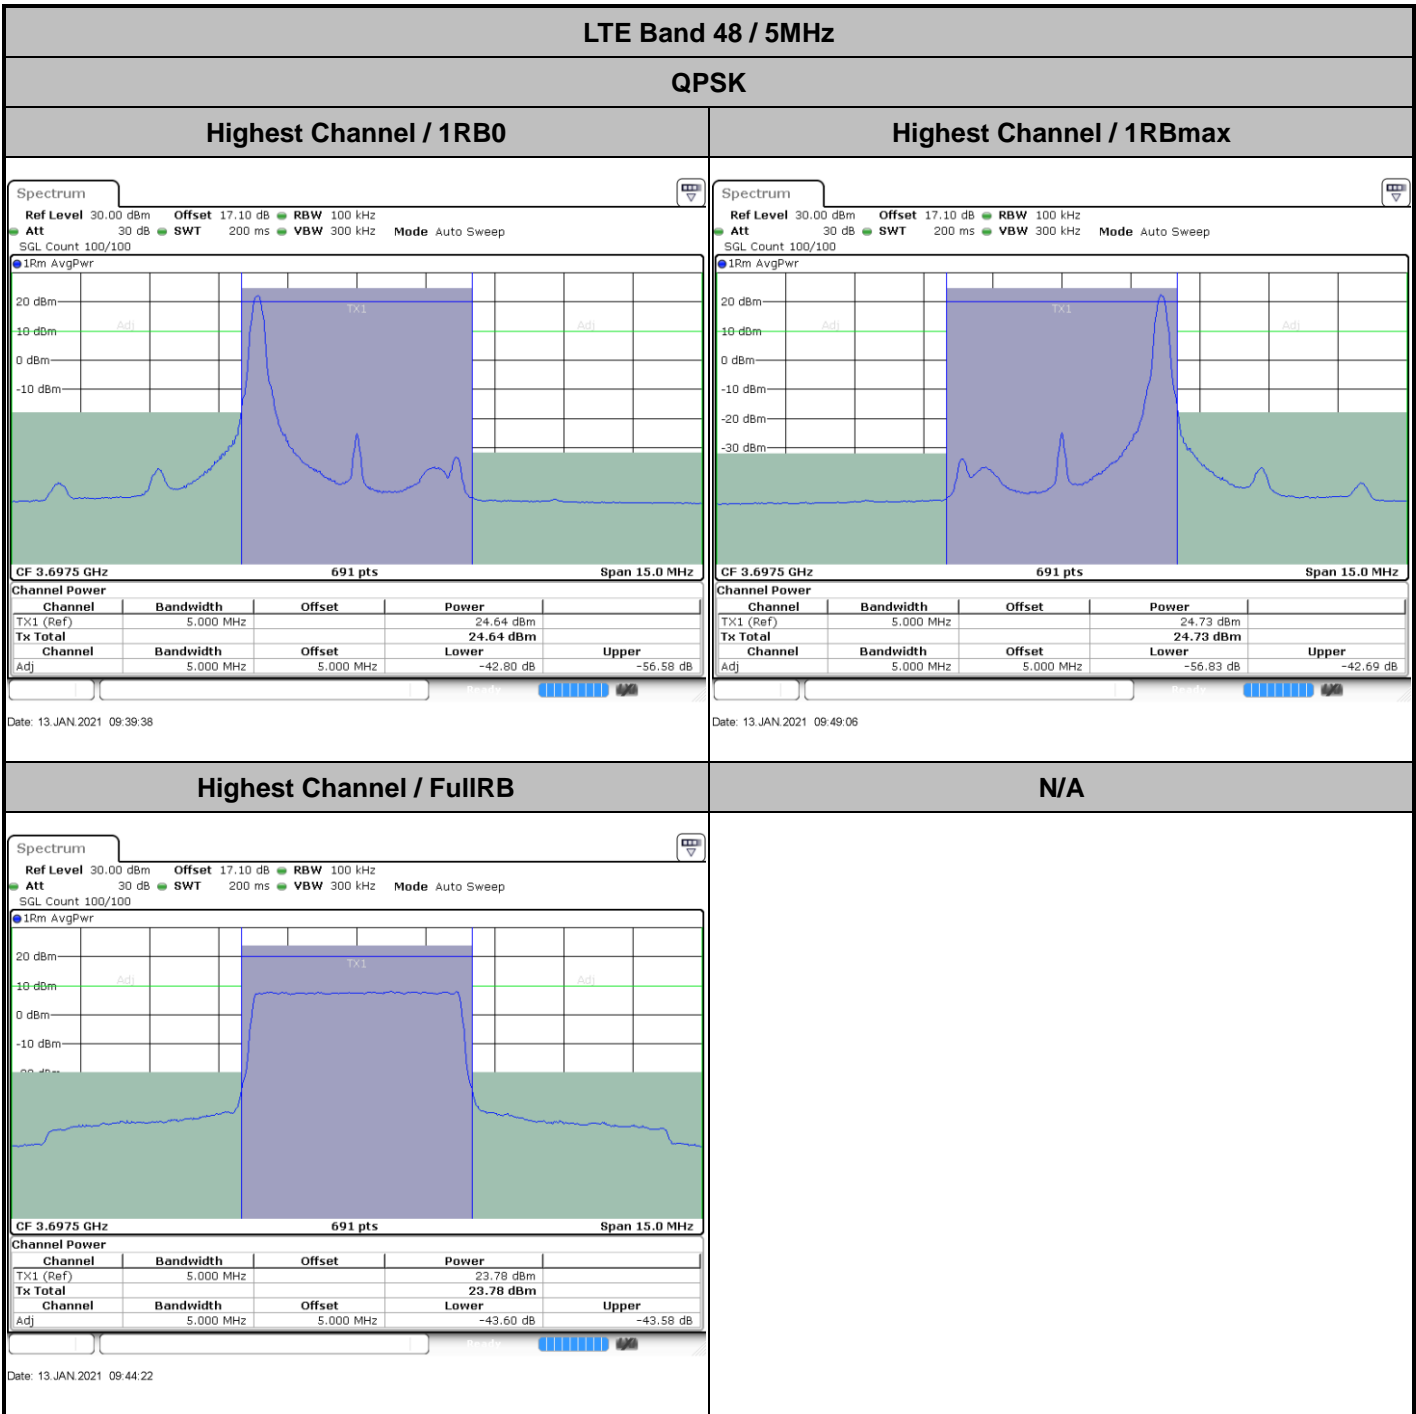 LTE Band 48 / 5MHz
QPSK
Highest Channel / 1RB0
Highest Channel / 1RBmax
Spectrum
Ref Level 30.00 dBm Offset 17.10 dB RBW 100 kHz
Att 30 dB SWT 200 ms VBW 300 kHz Mode Auto Sweep
SGL Count 100/100
1Rm AvgPwr
TX1
20 dBm
Adj
Adj
10 dBm
0 dBm
-10 dBm
CF 3.6975 GHz 691 pts Span 15.0 MHz
Channel Power
Channel Bandwidth Offset Power
TX1 (Ref) 5.000 MHz 24.64 dBm
Tx Total 24.64 dBm
Channel Bandwidth Offset Lower Upper
Adj 5.000 MHz 5.000 MHz -42.80 dB -56.58 dB
Ready
Date: 13.JAN.2021 09:39:38
Spectrum
Ref Level 30.00 dBm Offset 17.10 dB RBW 100 kHz
Att 30 dB SWT 200 ms VBW 300 kHz Mode Auto Sweep
SGL Count 100/100
1Rm AvgPwr
TX1
20 dBm
Adj
Adj
10 dBm
0 dBm
-10 dBm
-20 dBm
-30 dBm
CF 3.6975 GHz 691 pts Span 15.0 MHz
Channel Power
Channel Bandwidth Offset Power
TX1 (Ref) 5.000 MHz 24.73 dBm
Tx Total 24.73 dBm
Channel Bandwidth Offset Lower Upper
Adj 5.000 MHz 5.000 MHz -56.83 dB -42.69 dB
Ready
Date: 13.JAN.2021 09:49:06
Highest Channel / FullRB
N/A
Spectrum
Ref Level 30.00 dBm Offset 17.10 dB RBW 100 kHz
Att 30 dB SWT 200 ms VBW 300 kHz Mode Auto Sweep
SGL Count 100/100
1Rm AvgPwr
20 dBm
TX1
Adj
Adj
10 dBm
0 dBm
-10 dBm
CF 3.6975 GHz 691 pts Span 15.0 MHz
Channel Power
Channel Bandwidth Offset Power
TX1 (Ref) 5.000 MHz 23.78 dBm
Tx Total 23.78 dBm
Channel Bandwidth Offset Lower Upper
Adj 5.000 MHz 5.000 MHz -43.60 dB -43.58 dB
Ready
Date: 13.JAN.2021 09:44:22